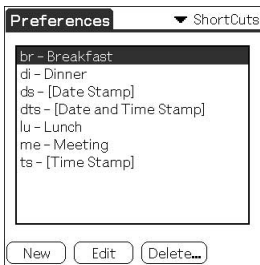 Preferences ShortCuts
br – Breakfast
di – Dinner
ds – [Date Stamp]
dts – [Date and Time Stamp]
lu – Lunch
me – Meeting
ts – [Time Stamp]
New Edit Delete...